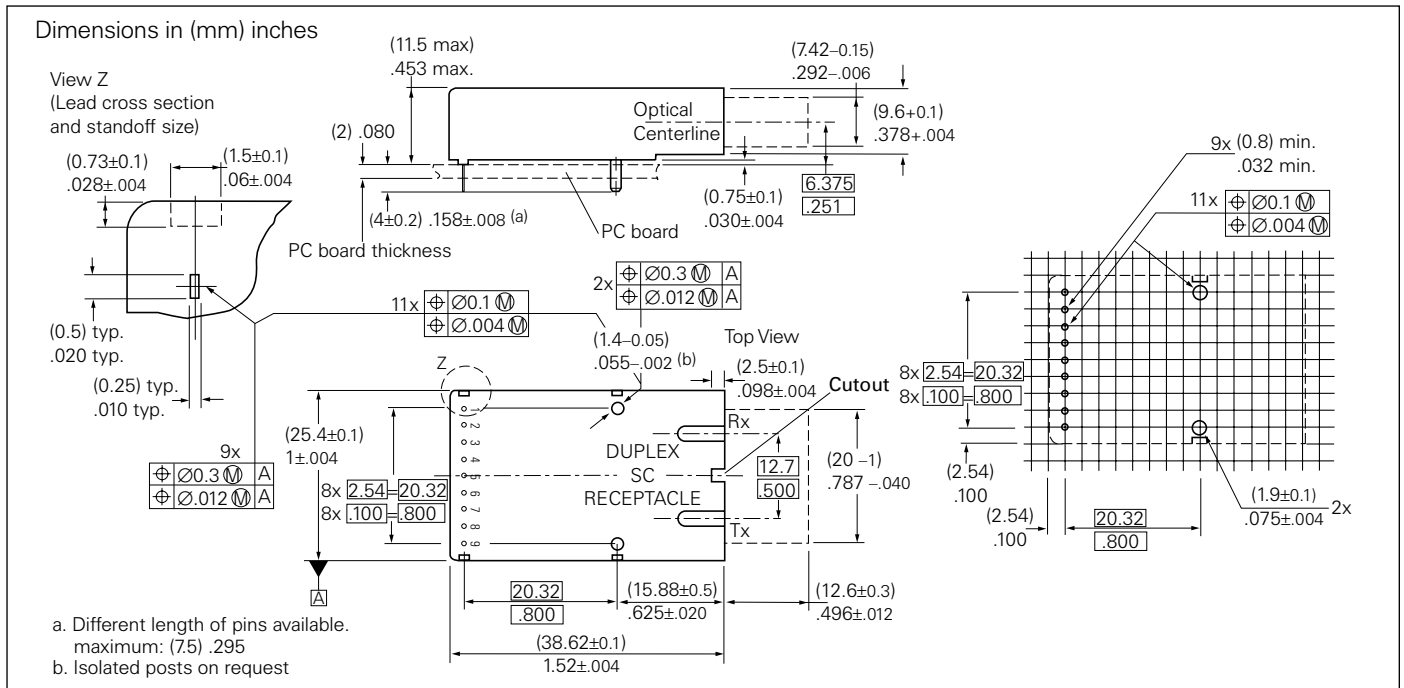 Dimensions in (mm) inches
View Z
(Lead cross section
and standoff size)
(0.73±0.1)
.028±.004
(1.5±0.1)
.06±.004
(0.5) typ.
.020 typ.
(0.25) typ.
.010 typ.
(11.5 max)
.453 max.
(2) .080
Optical
Centerline
(7.42–0.15)
.292–.006
(9.6+0.1)
.378+.004
6.375
.251
(0.75±0.1)
.030±.004
(4±0.2) .158±.008 (a)
PC board
PC board thickness
2x
⌖ Ø0.3 Ⓜ A
⌖ Ø.012 Ⓜ A
11x
⌖ Ø0.1 Ⓜ
⌖ Ø.004 Ⓜ
(1.4–0.05)
.055–.002 (b)
Top View
(2.5±0.1)
.098±.004
Cutout
Z
(25.4±0.1)
1±.004
9x
⌖ Ø0.3 Ⓜ A
⌖ Ø.012 Ⓜ A
8x 2.54=20.32
8x .100=.800
1
2
3
4
5
6
7
8
9
Rx
DUPLEX
SC
RECEPTACLE
Tx
12.7
.500
(20 –1)
.787 –.040
A
20.32
.800
(15.88±0.5)
.625±.020
(12.6±0.3)
.496±.012
(38.62±0.1)
1.52±.004
a. Different length of pins available.
maximum: (7.5) .295
b. Isolated posts on request
9x (0.8) min.
.032 min.
11x
⌖ Ø0.1 Ⓜ
⌖ Ø.004 Ⓜ
8x 2.54=20.32
8x .100=.800
(2.54)
.100
(2.54)
.100
20.32
.800
(1.9±0.1)
.075±.004
2x